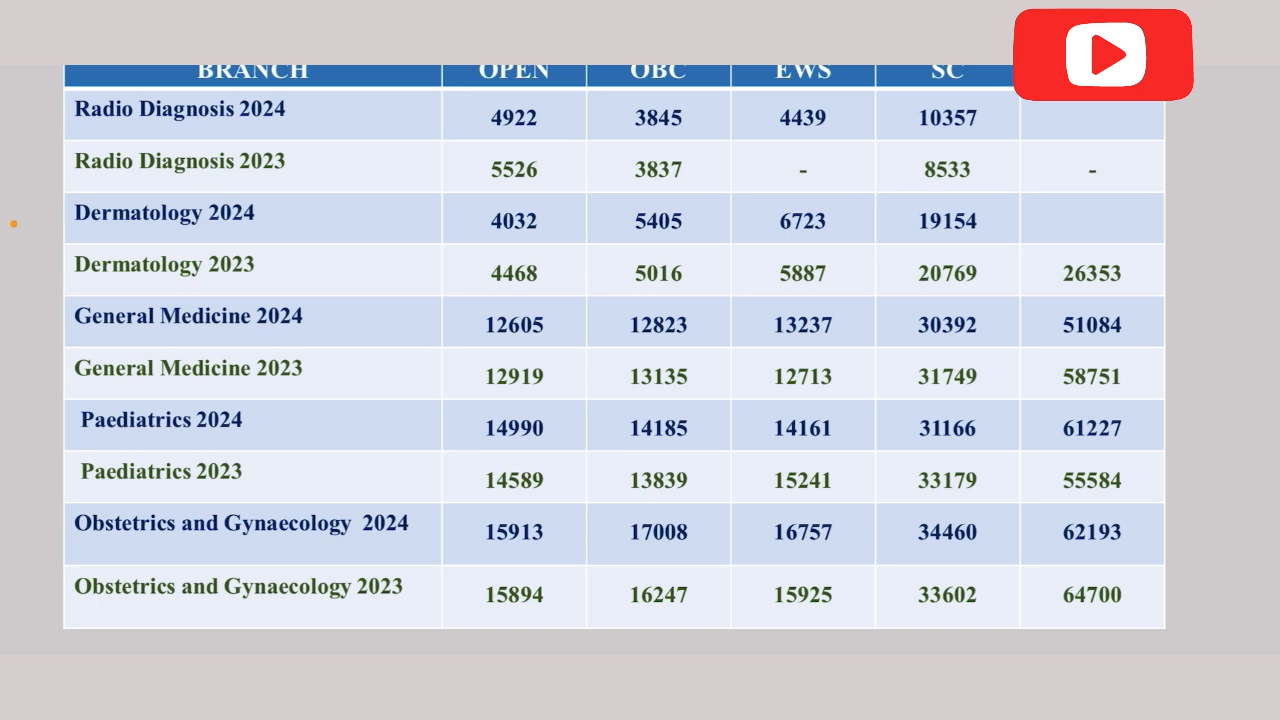 BRANCH OPEN OBC EWS SC
Radio Diagnosis 2024 4922 3845 4439 10357
Radio Diagnosis 2023 5526 3837 - 8533 -
Dermatology 2024 4032 5405 6723 19154
Dermatology 2023 4468 5016 5887 20769 26353
General Medicine 2024 12605 12823 13237 30392 51084
General Medicine 2023 12919 13135 12713 31749 58751
Paediatrics 2024 14990 14185 14161 31166 61227
Paediatrics 2023 14589 13839 15241 33179 55584
Obstetrics and Gynaecology 2024 15913 17008 16757 34460 62193
Obstetrics and Gynaecology 2023 15894 16247 15925 33602 64700